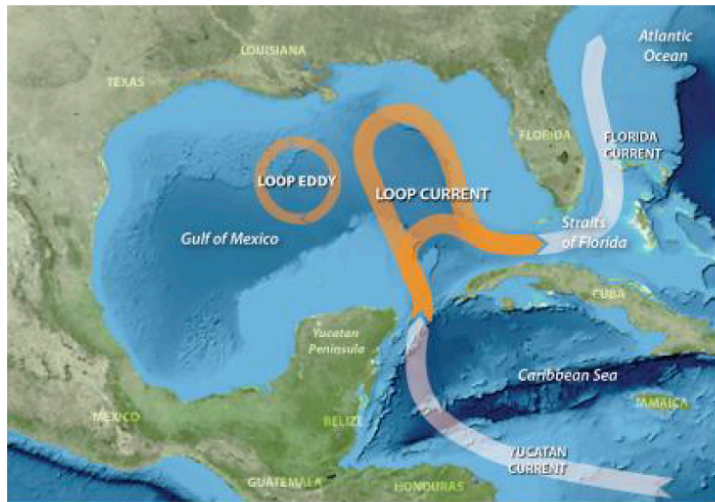 Atlantic
Ocean
LOUISIANA
TEXAS
FLORIDA
FLORIDA
CURRENT
LOOP EDDY
LOOP CURRENT
Gulf of Mexico
Straits
of Florida
CUBA
Yucatan
Peninsula
Caribbean Sea
JAMAICA
MEXICO
BELIZE
YUCATAN
CURRENT
GUATEMALA
HONDURAS